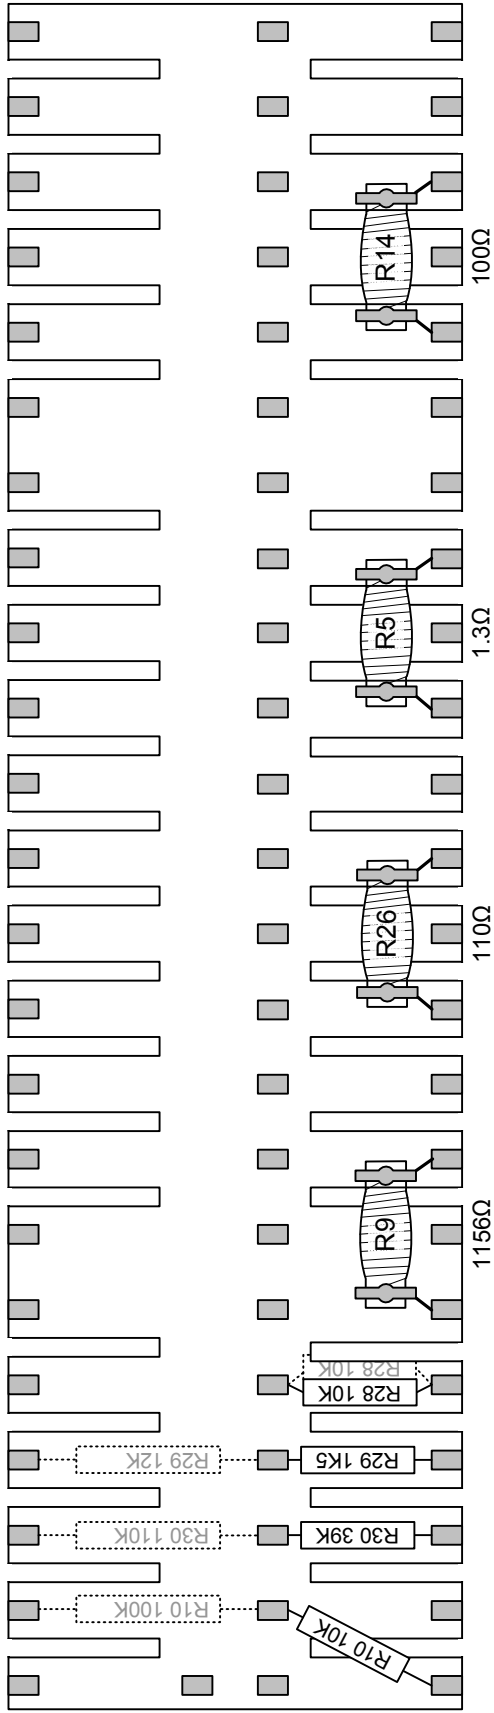 R14
100Ω
R5
1.3Ω
R26
110Ω
R9
1156Ω
R28 10K
R28 10K
R29 12K
R29 1K5
R30 110K
R30 39K
R10 100K
R10 10K